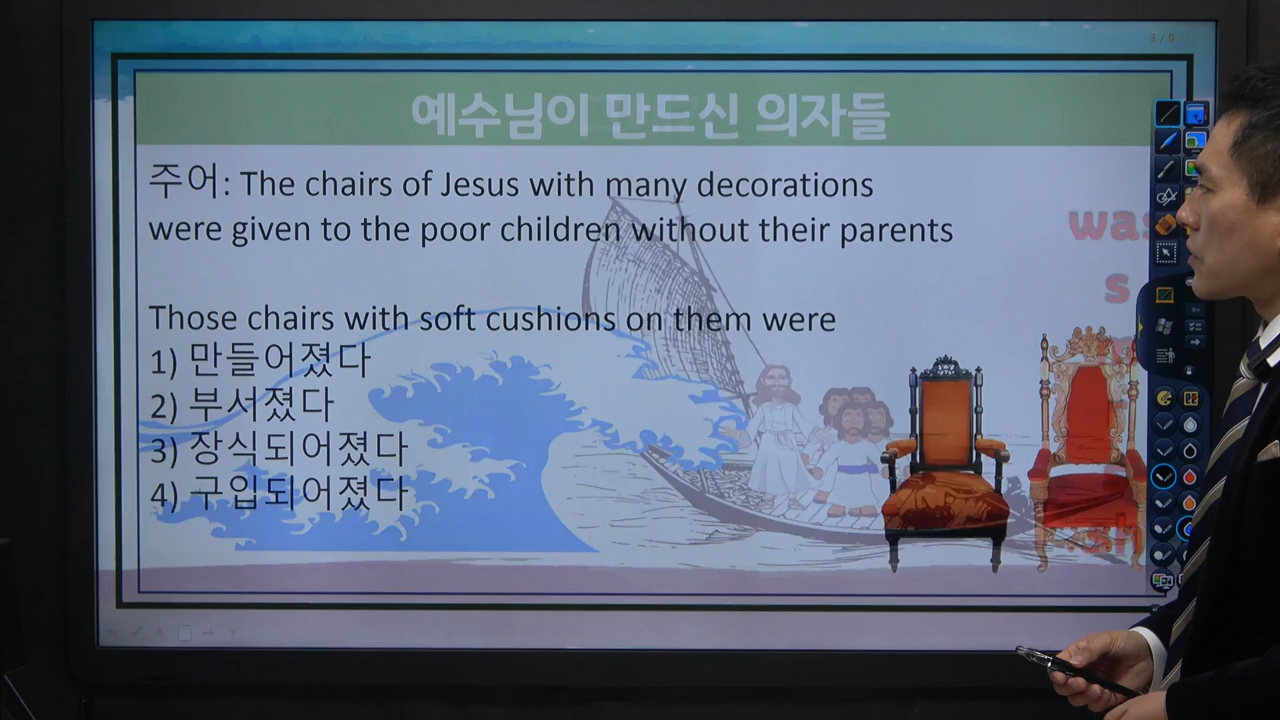 3 / 9
예수님이 만드신 의자들
주어: The chairs of Jesus with many decorations
were given to the poor children without their parents
was
s
Those chairs with soft cushions on them were
1) 만들어졌다
2) 부서졌다
3) 장식되어졌다
4) 구입되어졌다